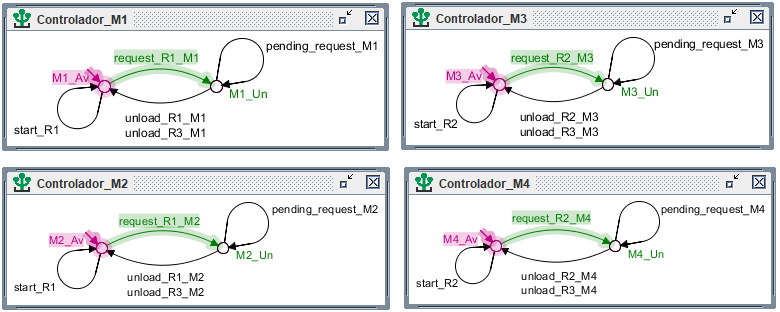 Controlador_M1
request_R1_M1
pending_request_M1
M1_Av
M1_Un
start_R1
unload_R1_M1
unload_R3_M1
Controlador_M3
request_R2_M3
pending_request_M3
M3_Av
M3_Un
start_R2
unload_R2_M3
unload_R3_M3
Controlador_M2
request_R1_M2
pending_request_M2
M2_Av
M2_Un
start_R1
unload_R1_M2
unload_R3_M2
Controlador_M4
request_R2_M4
pending_request_M4
M4_Av
M4_Un
start_R2
unload_R2_M4
unload_R3_M4